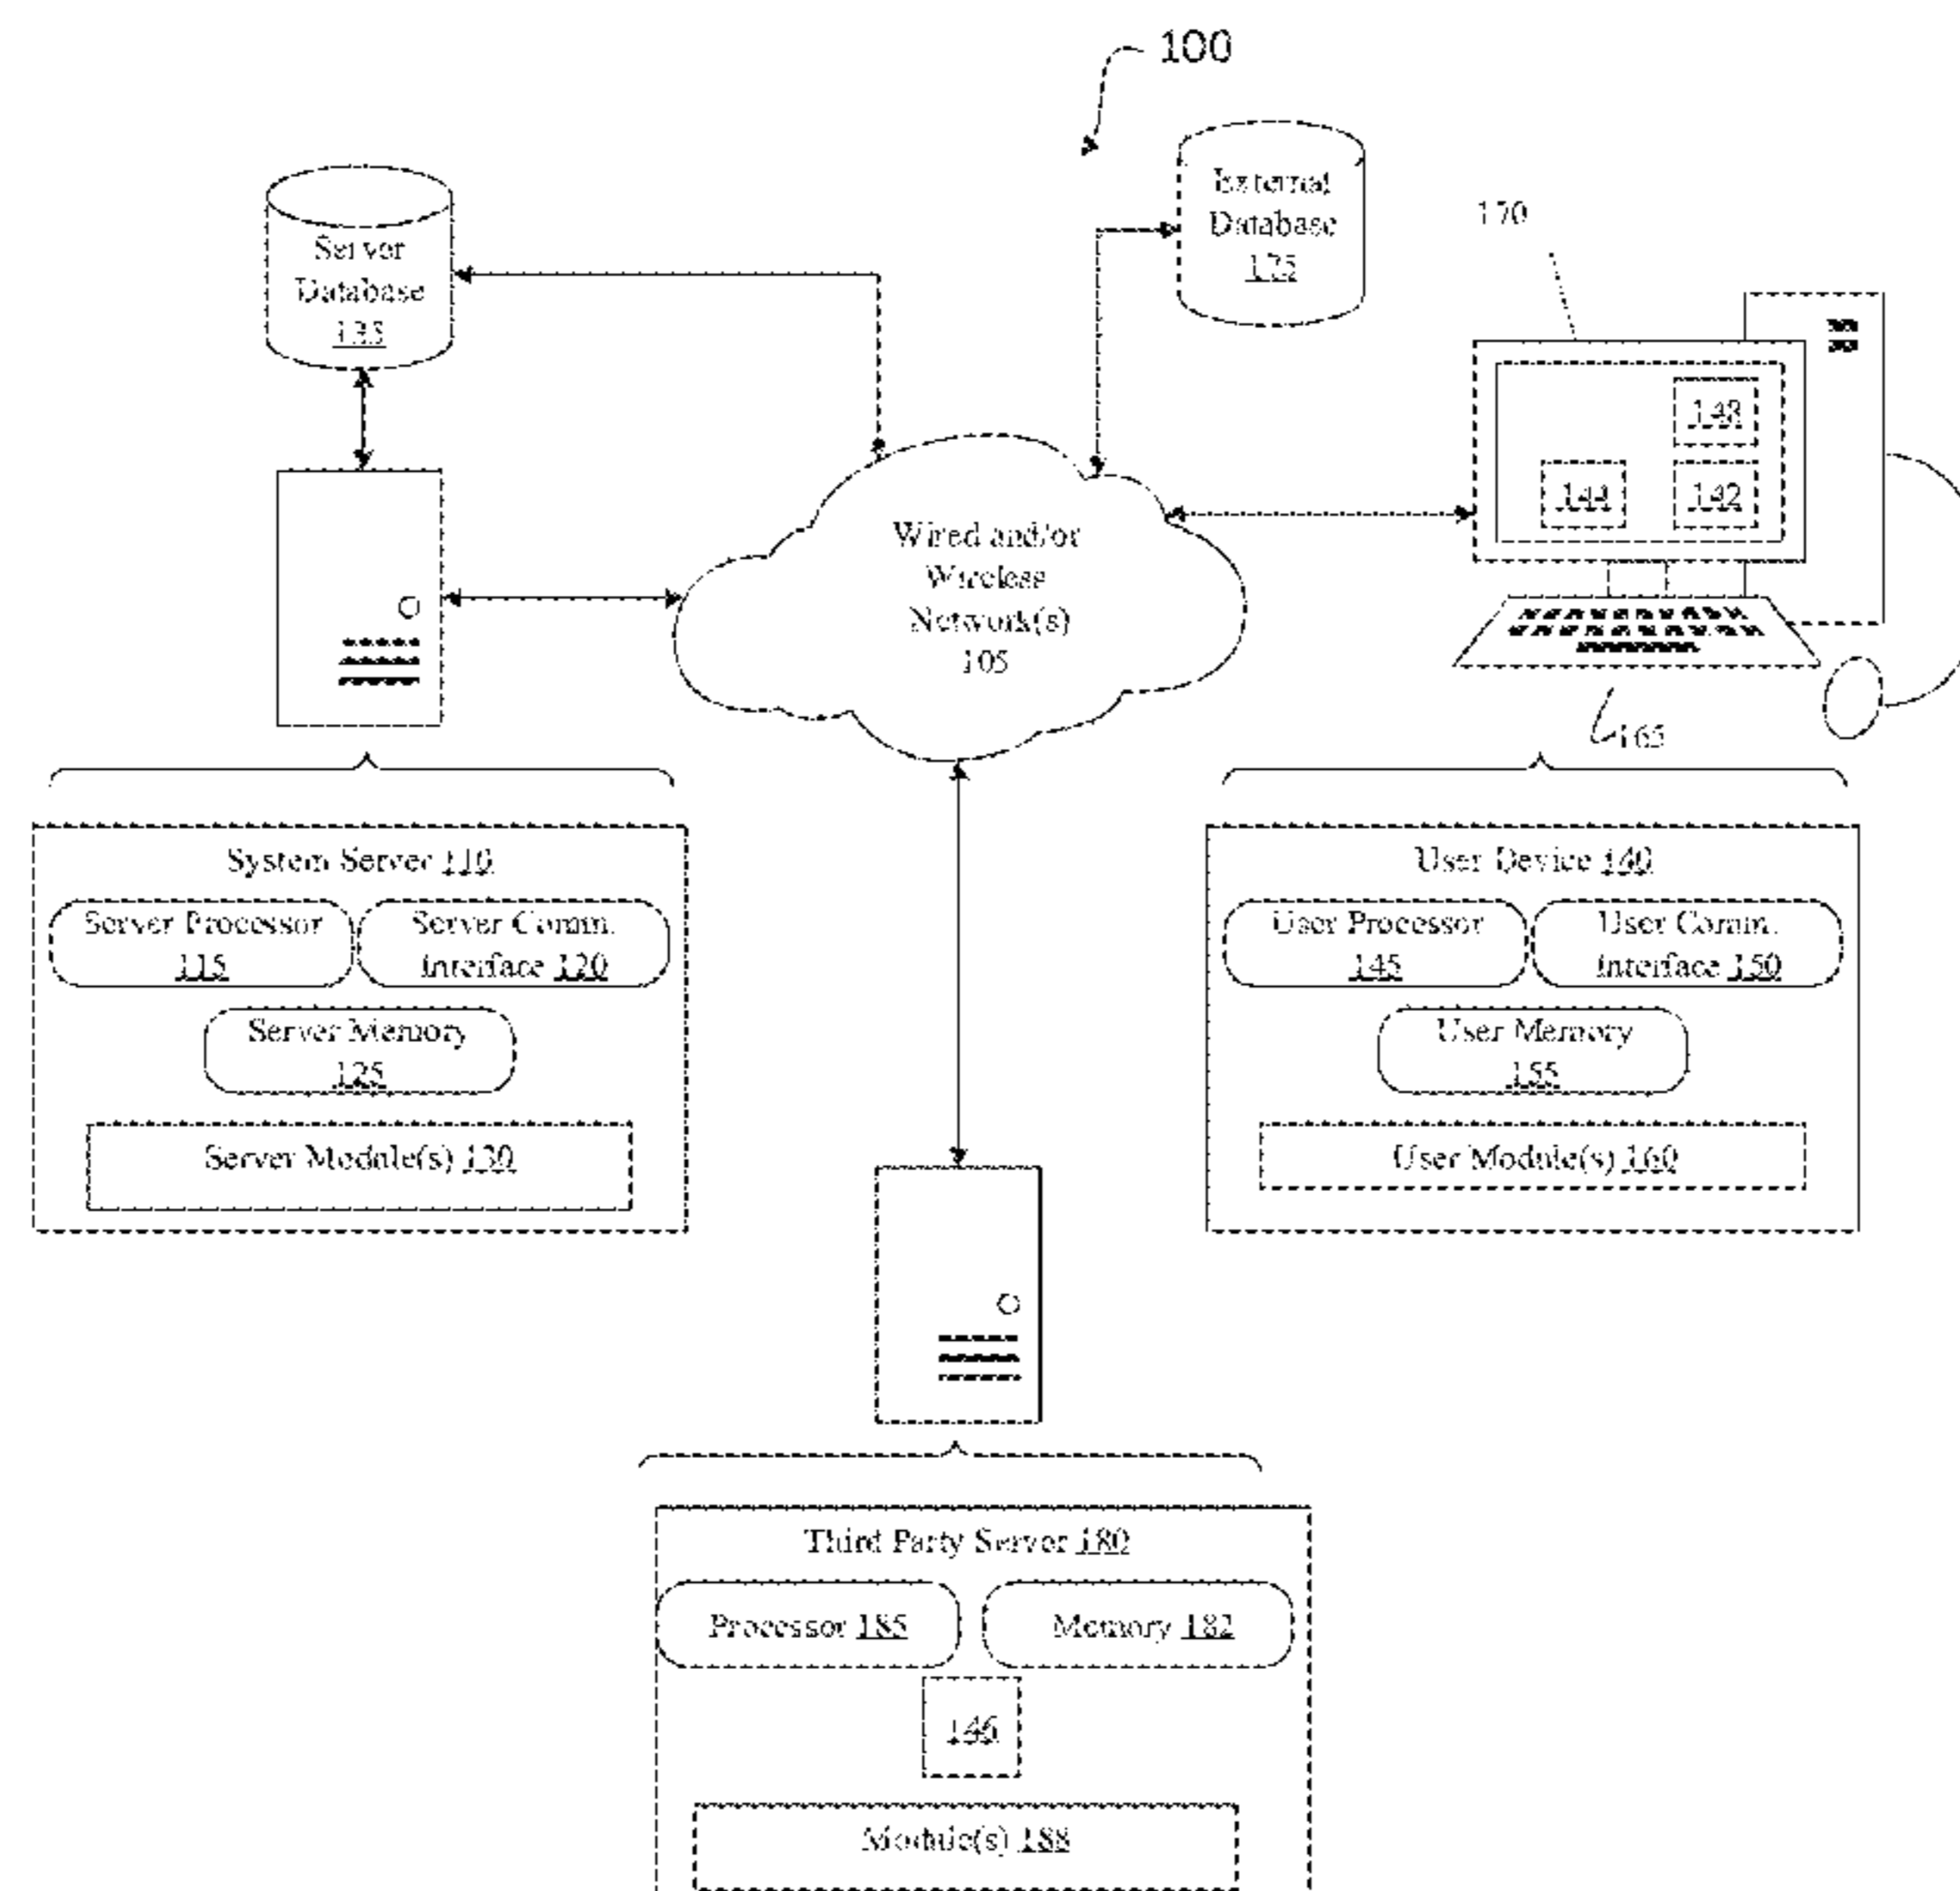 100
External
Database
175
170
Server
Database
135
148
144
142
Wired and/or
Wireless
Network(s)
105
165
System Server 110
Server Processor
115
Server Comm.
Interface 120
Server Memory
125
Server Module(s) 130
User Device 140
User Processor
145
User Comm.
Interface 150
User Memory
155
User Module(s) 160
Third Party Server 180
Processor 185
Memory 182
146
Module(s) 188